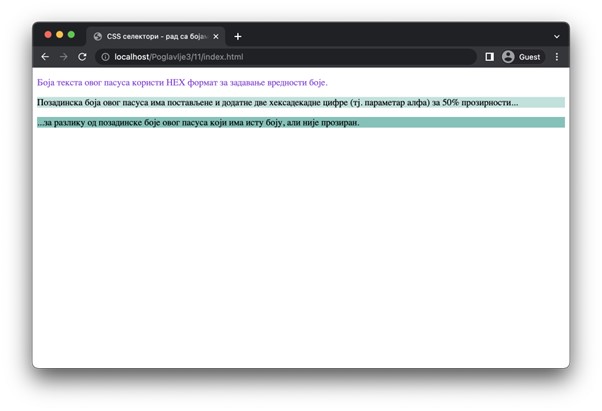 CSS селектори - рад са бојам
localhost/Poglavlje3/11/index.html
Guest
Боја текста овог пасуса користи HEX формат за задавање вредности боје.
Позадинска боја овог пасуса има постављене и додатне две хексадекадне цифре (тј. параметар алфа) за 50% прозирности...
...за разлику од позадинске боје овог пасуса који има исту боју, али није прозиран.